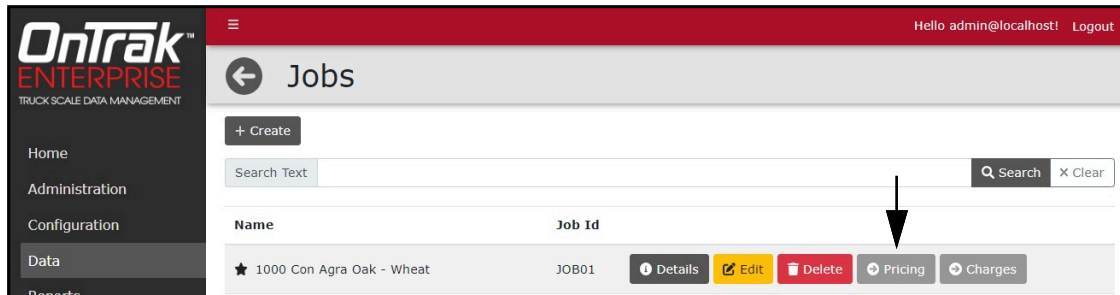 OnTrak™
ENTERPRISE
TRUCK SCALE DATA MANAGEMENT
Hello admin@localhost! Logout
Jobs
+ Create
Search Text Search × Clear
Home
Administration
Configuration
Data
Reports
Name Job Id
1000 Con Agra Oak - Wheat JOB01 Details Edit Delete Pricing Charges